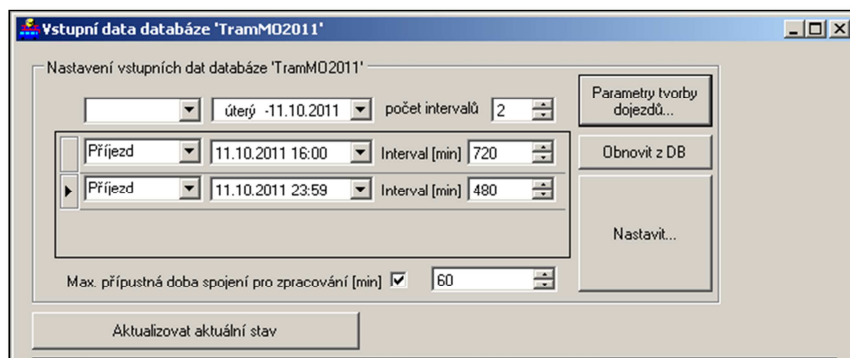 Vstupní data databáze 'TramMO2011'
Nastavení vstupních dat databáze 'TramMO2011'
úterý -11.10.2011 počet intervalů 2
Parametry tvorby
dojezdů...
Příjezd 11.10.2011 16:00 Interval [min] 720
Obnovit z DB
Příjezd 11.10.2011 23:59 Interval [min] 480
Nastavit...
Max. přípustná doba spojení pro zpracování [min] 60
Aktualizovat aktuální stav